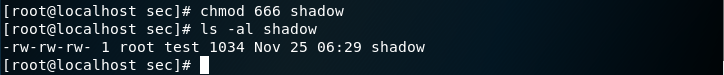 [root@localhost sec]# chmod 666 shadow
[root@localhost sec]# ls -al shadow
-rw-rw-rw- 1 root test 1034 Nov 25 06:29 shadow
[root@localhost sec]#